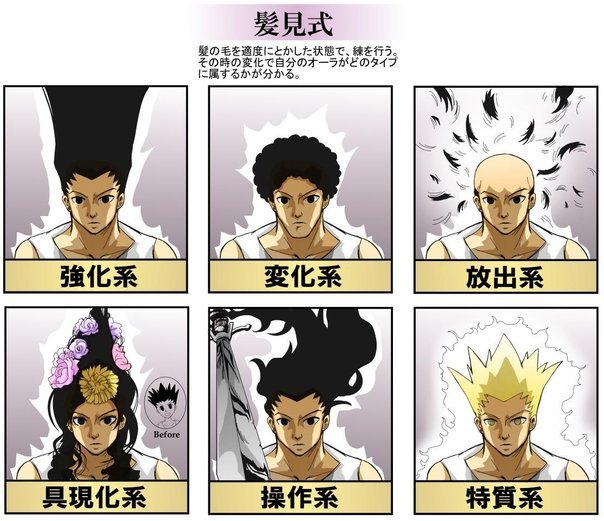 髪見式
髪の毛を適度にとかした状態で、練を行う。
その時の変化で自分のオーラがどのタイプ
に属するかが分かる。
強化系
変化系
放出系
Before
具現化系
操作系
特質系